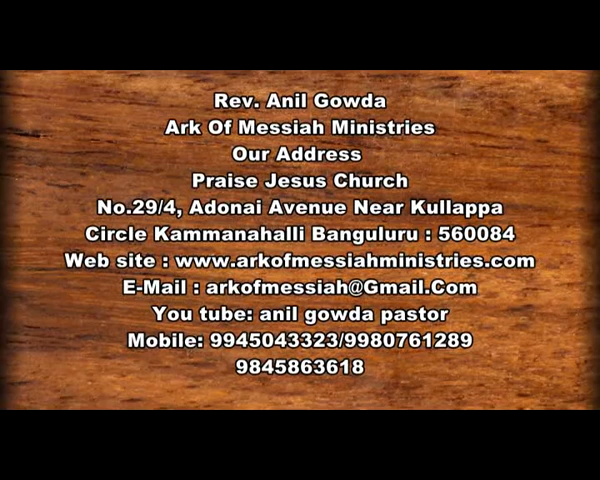 Rev. Anil Gowda
Ark Of Messiah Ministries
Our Address
Praise Jesus Church
No.29/4, Adonai Avenue Near Kullappa
Circle Kammanahalli Banguluru : 560084
Web site : www.arkofmessiahministries.com
E-Mail : arkofmessiah@Gmail.Com
You tube: anil gowda pastor
Mobile: 9945043323/9980761289
9845863618